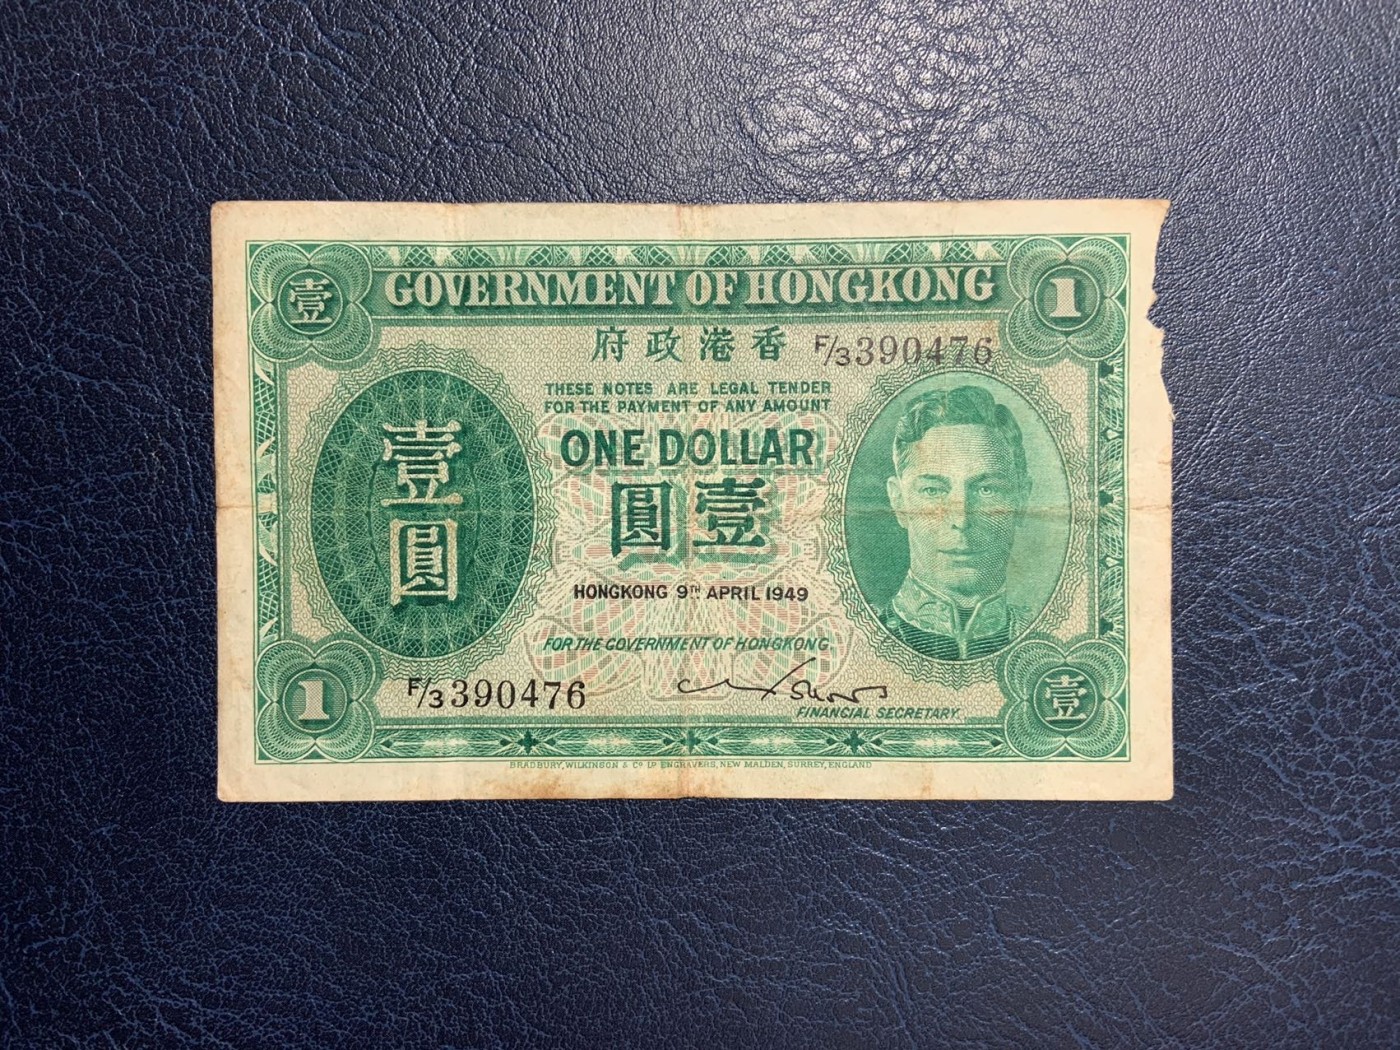 壹 GOVERNMENT OF HONGKONG 1
府政港香
F/3 390476
THESE NOTES ARE LEGAL TENDER
FOR THE PAYMENT OF ANY AMOUNT
ONE DOLLAR
壹圓
圓壹
HONGKONG 9TH APRIL 1949
FOR THE GOVERNMENT OF HONGKONG.
1 F/3 390476
FINANCIAL SECRETARY. 壹
BRADBURY, WILKINSON & Co. Ld. ENGRAVERS, NEW MALDEN, SURREY, ENGLAND